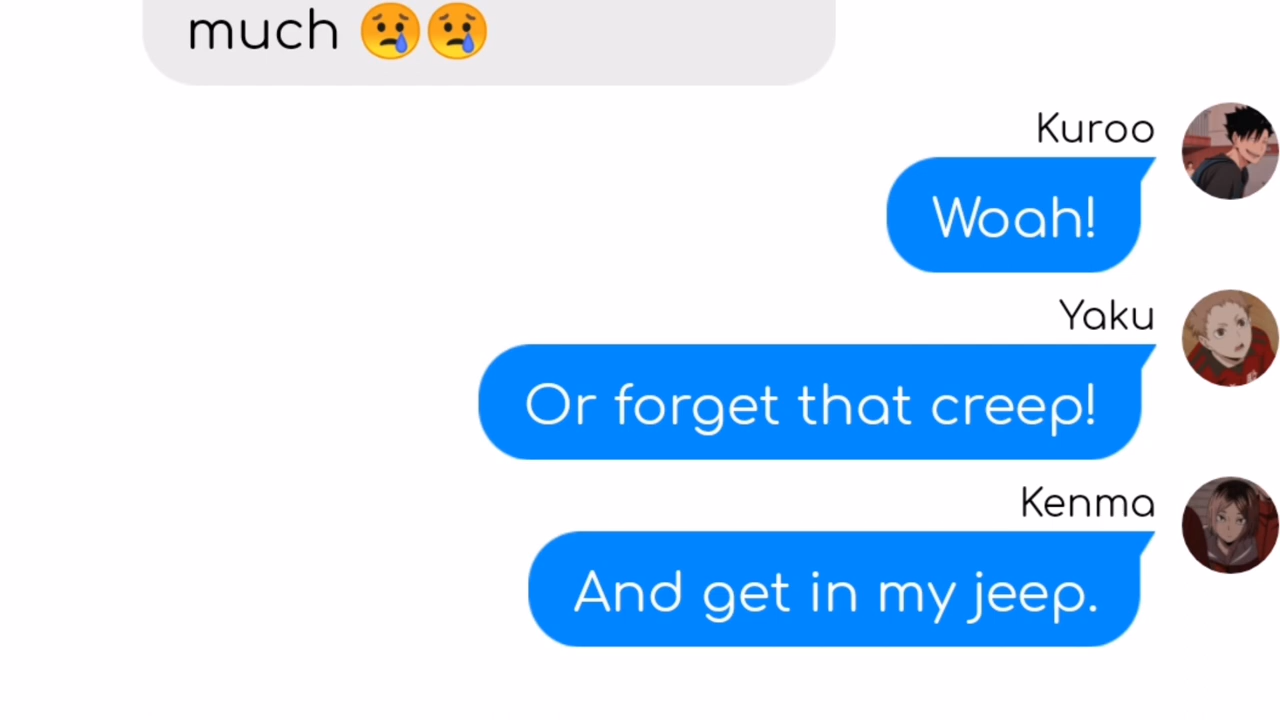 much 😢😢
Kuroo
Woah!
Yaku
Or forget that creep!
Kenma
And get in my jeep.